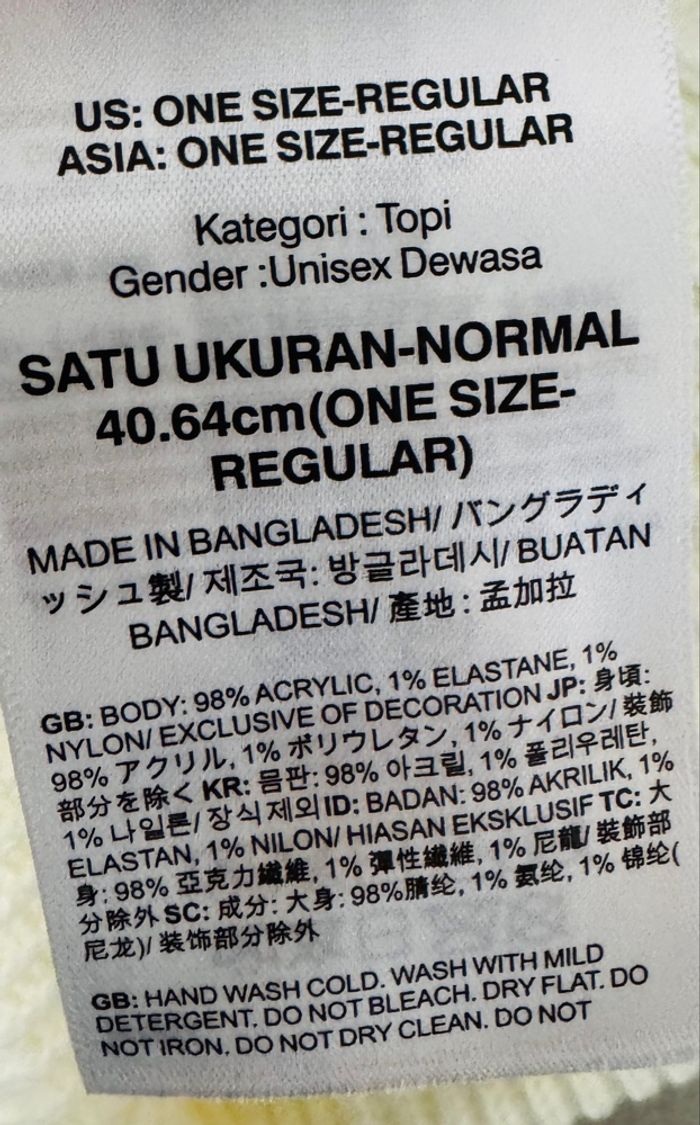 US: ONE SIZE-REGULAR
ASIA: ONE SIZE-REGULAR
Kategori : Topi
Gender :Unisex Dewasa
SATU UKURAN-NORMAL
40.64cm(ONE SIZE-
REGULAR)
MADE IN BANGLADESH/ バングラディ
ッシュ製/ 제조국: 방글라데시/ BUATAN
BANGLADESH/ 產地 : 孟加拉
GB: BODY: 98% ACRYLIC, 1% ELASTANE, 1%
NYLON/ EXCLUSIVE OF DECORATION JP: 身頃:
98% アクリル, 1% ポリウレタン, 1% ナイロン/ 装飾
部分を除く KR: 몸판: 98% 아크릴, 1% 폴리우레탄,
1% 나일론/ 장식제외 ID: BADAN: 98% AKRILIK, 1%
ELASTAN, 1% NILON/ HIASAN EKSKLUSIF TC: 大
身: 98% 亞克力纖維, 1% 彈性纖維, 1% 尼龍/ 裝飾部
分除外 SC: 成分: 大身: 98%腈纶, 1% 氨纶, 1% 锦纶(
尼龙)/ 装饰部分除外
GB: HAND WASH COLD. WASH WITH MILD
DETERGENT. DO NOT BLEACH. DRY FLAT. DO
NOT IRON. DO NOT DRY CLEAN. DO NOT